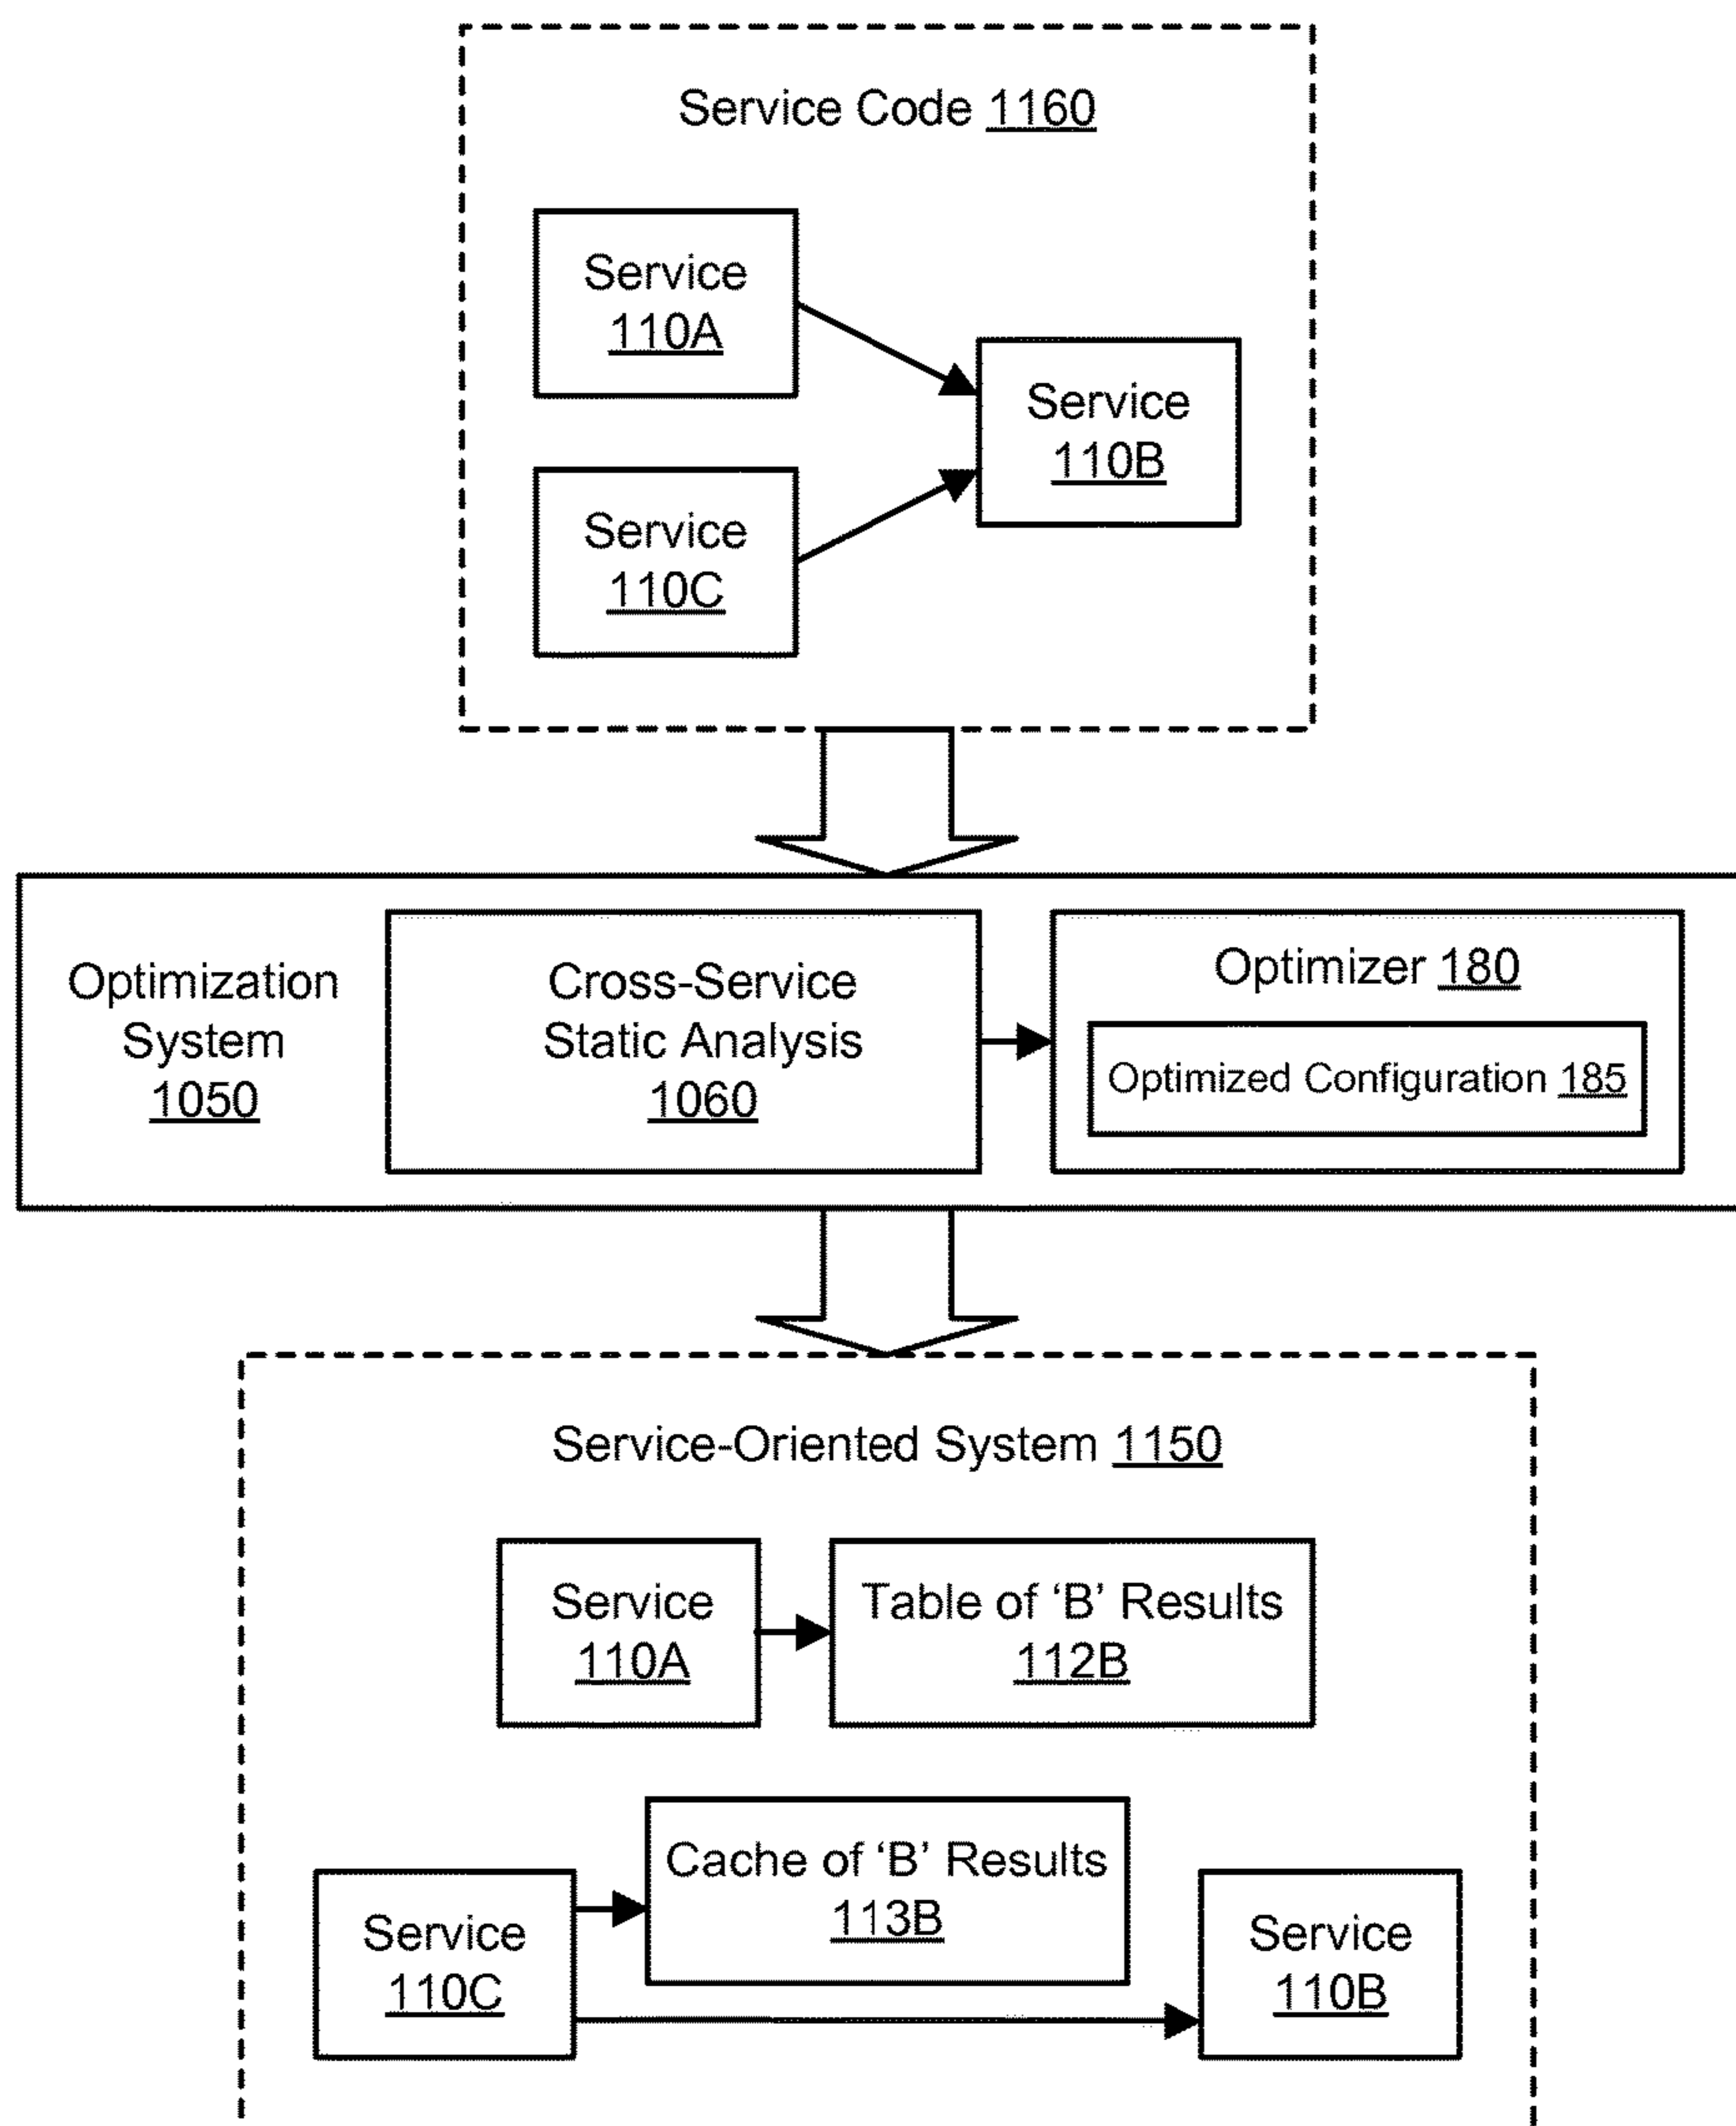 Service Code 1160
Service
110A
Service
110B
Service
110C
Optimization
System
1050
Cross-Service
Static Analysis
1060
Optimizer 180
Optimized Configuration 185
Service-Oriented System 1150
Service
110A
Table of ‘B’ Results
112B
Cache of ‘B’ Results
113B
Service
110C
Service
110B